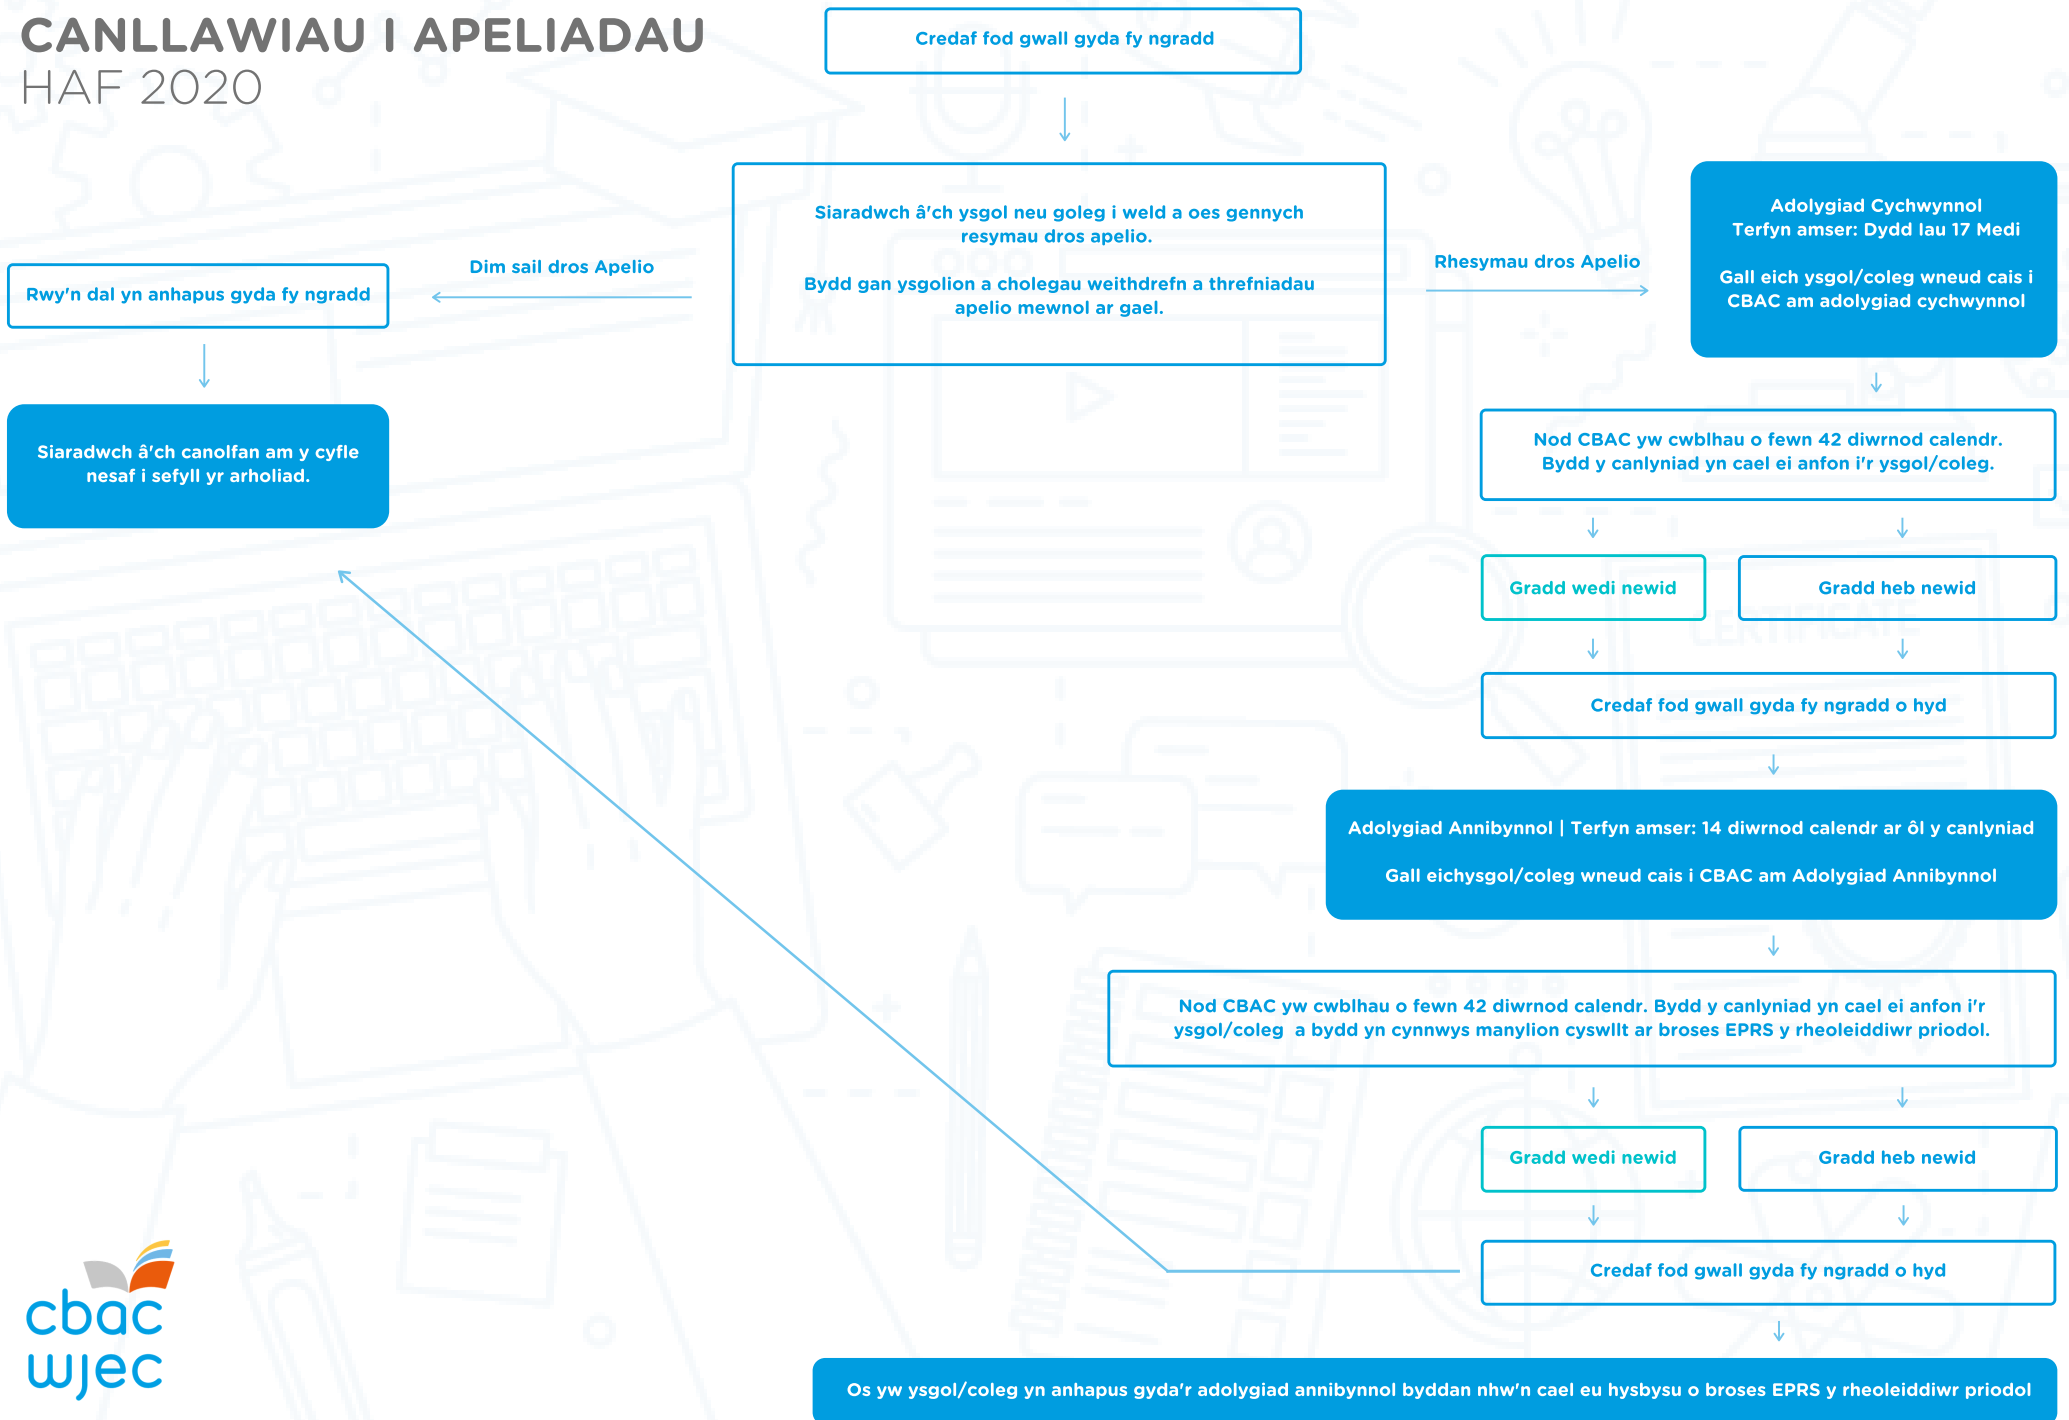 CANLLAWIAU I APELIADAU
HAF 2020
Credaf fod gwall gyda fy ngradd
Siaradwch â'ch ysgol neu goleg i weld a oes gennych
resymau dros apelio.
Bydd gan ysgolion a cholegau weithdrefn a threfniadau
apelio mewnol ar gael.
Dim sail dros Apelio
Rwy'n dal yn anhapus gyda fy ngradd
Siaradwch â'ch canolfan am y cyfle
nesaf i sefyll yr arholiad.
Rhesymau dros Apelio
Adolygiad Cychwynnol
Terfyn amser: Dydd Iau 17 Medi
Gall eich ysgol/coleg wneud cais i
CBAC am adolygiad cychwynnol
Nod CBAC yw cwblhau o fewn 42 diwrnod calendr.
Bydd y canlyniad yn cael ei anfon i'r ysgol/coleg.
Gradd wedi newid
Gradd heb newid
CERTIFICATE
Credaf fod gwall gyda fy ngradd o hyd
Adolygiad Annibynnol | Terfyn amser: 14 diwrnod calendr ar ôl y canlyniad
Gall eichysgol/coleg wneud cais i CBAC am Adolygiad Annibynnol
Nod CBAC yw cwblhau o fewn 42 diwrnod calendr. Bydd y canlyniad yn cael ei anfon i'r
ysgol/coleg a bydd yn cynnwys manylion cyswllt ar broses EPRS y rheoleiddiwr priodol.
Gradd wedi newid
Gradd heb newid
Credaf fod gwall gyda fy ngradd o hyd
Os yw ysgol/coleg yn anhapus gyda'r adolygiad annibynnol byddan nhw'n cael eu hysbysu o broses EPRS y rheoleiddiwr priodol
cbac
wjec